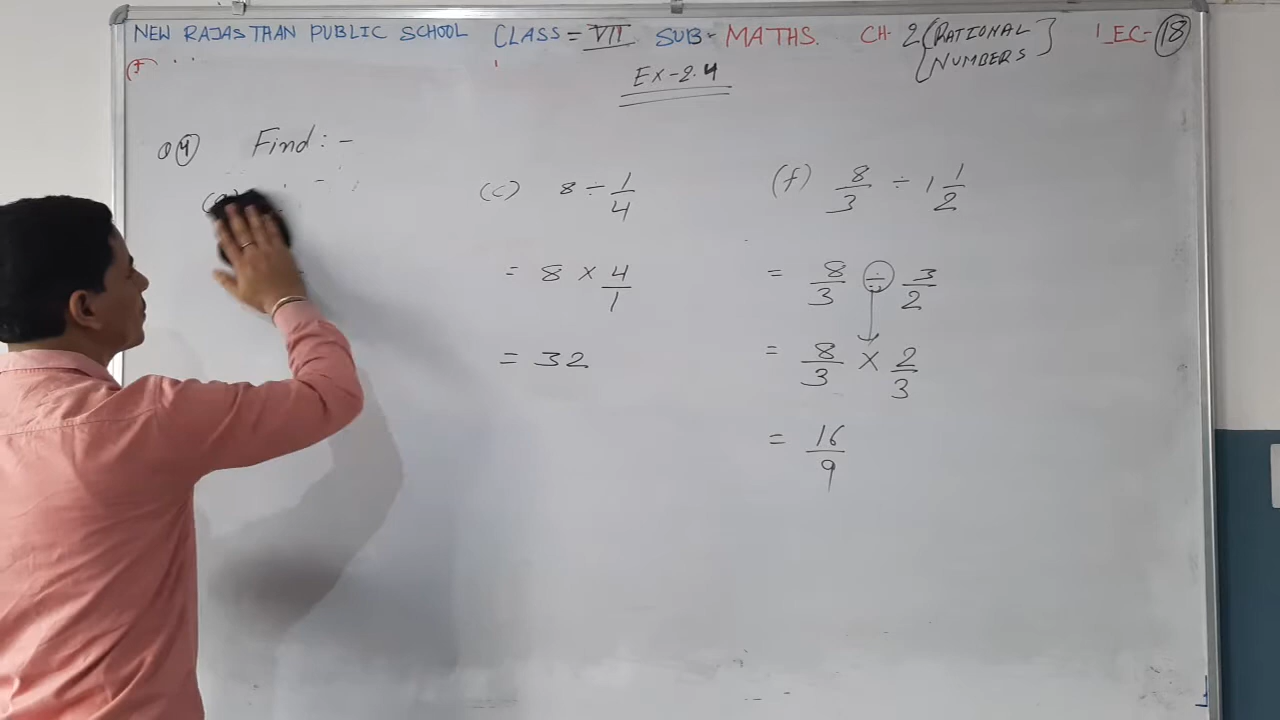 NEW RAJASTHAN PUBLIC SCHOOL CLASS = VII SUB- MATHS. CH- 2 {RATIONAL NUMBERS} LEC- 18
Ex-2.4
Q4 Find:-
(c) 8 ÷ 1/4
= 8 × 4/1
= 32
(f) 8/3 ÷ 1 1/2
= 8/3 ÷ 3/2
= 8/3 × 2/3
= 16/9